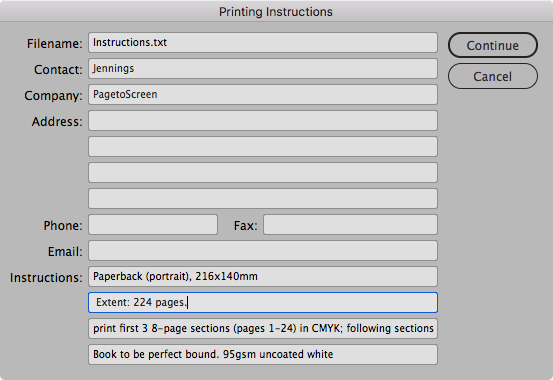 Printing Instructions
Filename: Instructions.txt
Continue
Contact: Jennings
Cancel
Company: PagetoScreen
Address:
Phone: Fax:
Email:
Instructions: Paperback (portrait), 216x140mm
Extent: 224 pages.
print first 3 8-page sections (pages 1-24) in CMYK; following sections
Book to be perfect bound. 95gsm uncoated white